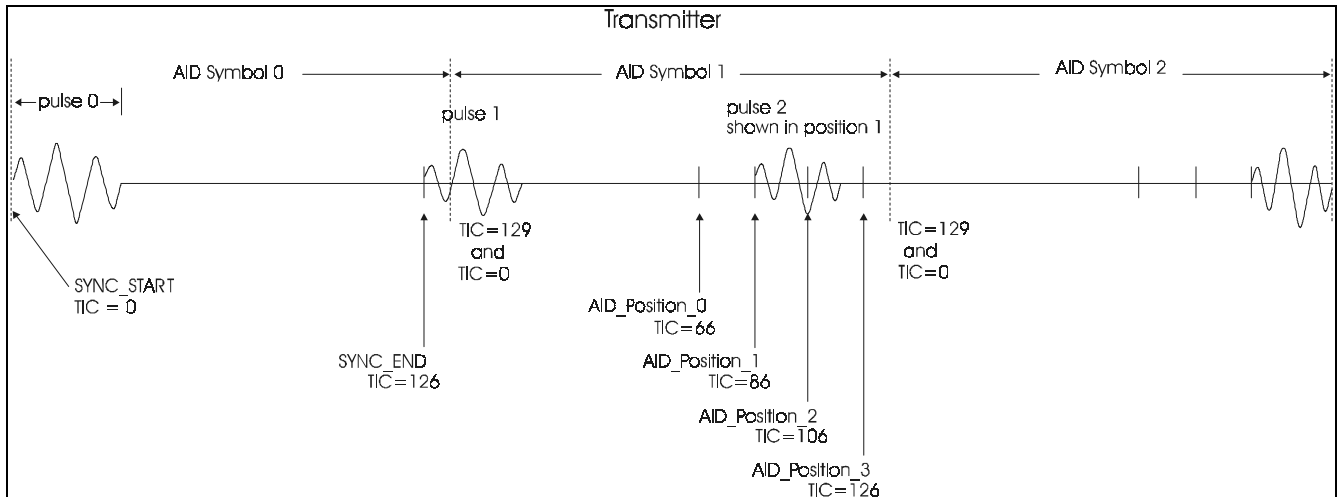 Transmitter
AID Symbol 0
AID Symbol 1
AID Symbol 2
pulse 0
pulse 1
pulse 2
shown in position 1
TIC=129
and
TIC=0
TIC=129
and
TIC=0
SYNC_START
TIC = 0
AID_Position_0
TIC=66
SYNC_END
TIC=126
AID_Position_1
TIC=86
AID_Position_2
TIC=106
AID_Position_3
TIC=126